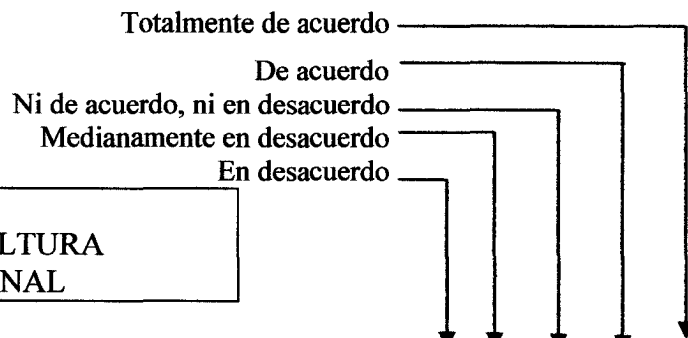 Totalmente de acuerdo
De acuerdo
Ni de acuerdo, ni en desacuerdo
Medianamente en desacuerdo
En desacuerdo
LTURA
NAL